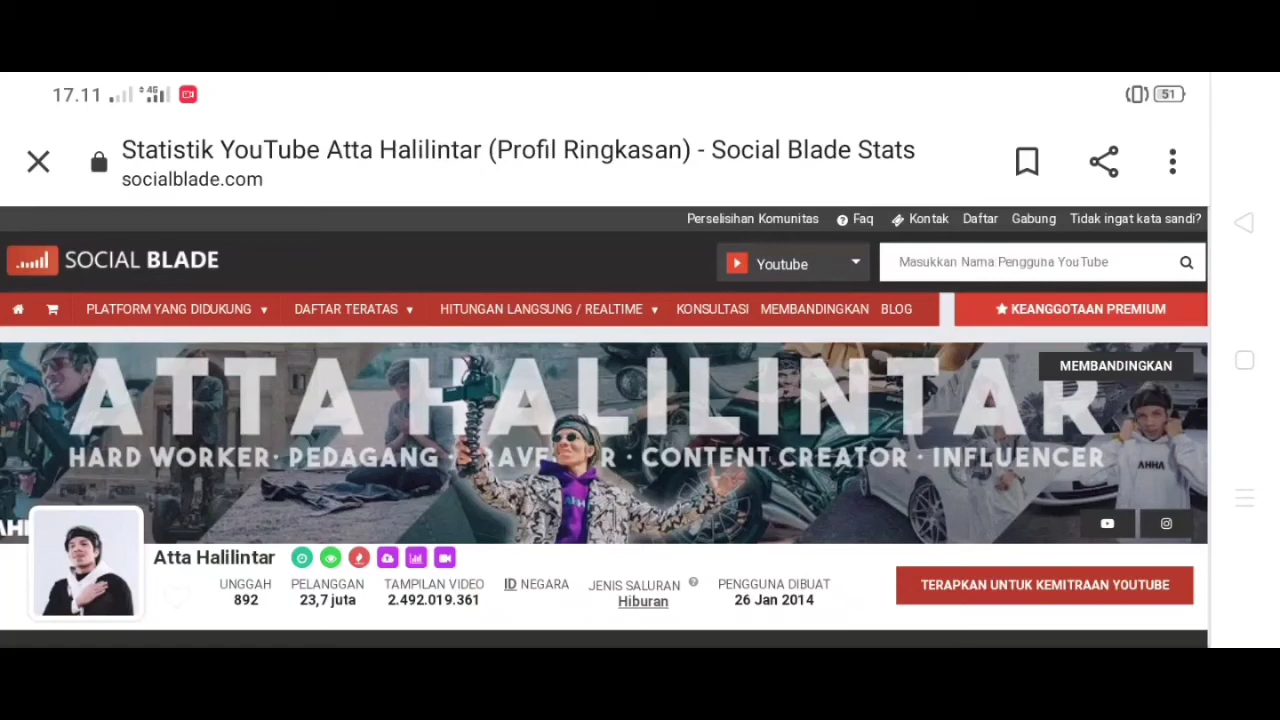 17.11 4G 51
Statistik YouTube Atta Halilintar (Profil Ringkasan) - Social Blade Stats
socialblade.com
Perselisihan Komunitas Faq Kontak Daftar Gabung Tidak ingat kata sandi?
SOCIAL BLADE Youtube Masukkan Nama Pengguna YouTube
PLATFORM YANG DIDUKUNG DAFTAR TERATAS HITUNGAN LANGSUNG / REALTIME KONSULTASI MEMBANDINGKAN BLOG KEANGGOTAAN PREMIUM
MEMBANDINGKAN
ATTA HALILINTAR
HARD WORKER · PEDAGANG · CONTENT CREATOR · INFLUENCER
AHHA
Atta Halilintar
UNGGAH PELANGGAN TAMPILAN VIDEO ID NEGARA JENIS SALURAN PENGGUNA DIBUAT
892 23,7 juta 2.492.019.361 Hiburan 26 Jan 2014
TERAPKAN UNTUK KEMITRAAN YOUTUBE